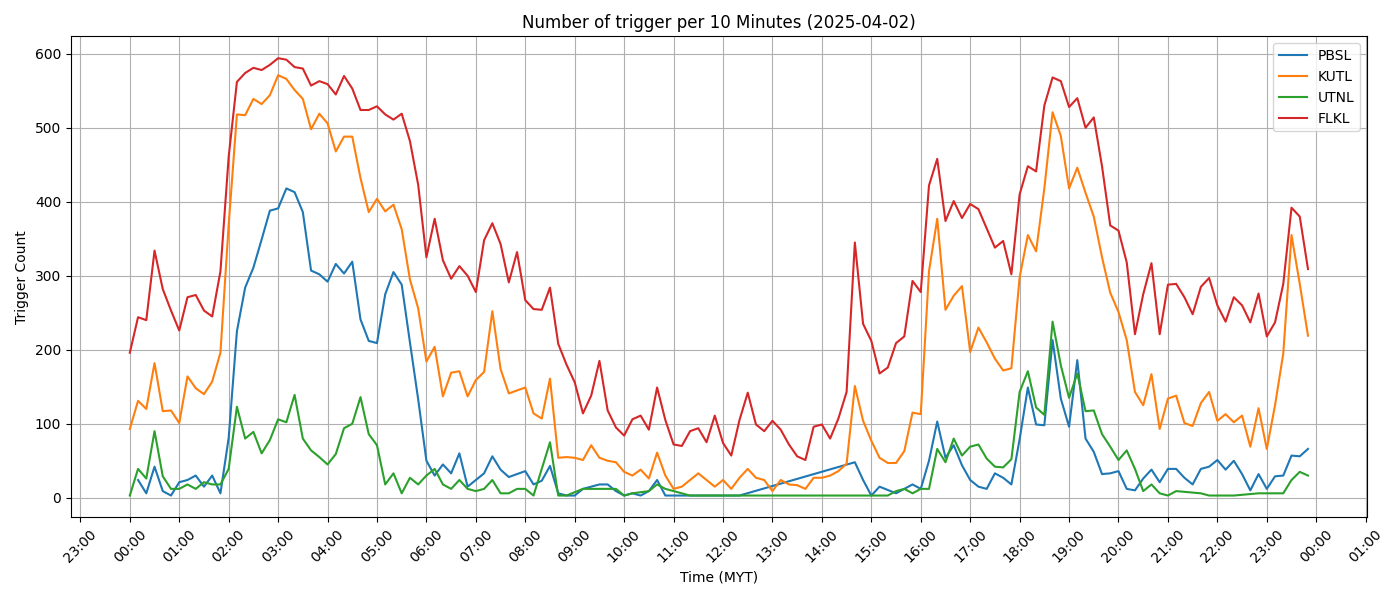 Number of trigger per 10 Minutes (2025-04-02)
PBSL
KUTL
UTNL
FLKL
Trigger Count
600
500
400
300
200
100
0
23:00 00:00 01:00 02:00 03:00 04:00 05:00 06:00 07:00 08:00 09:00 10:00 11:00 12:00 13:00 14:00 15:00 16:00 17:00 18:00 19:00 20:00 21:00 22:00 23:00 00:00 01:00
Time (MYT)